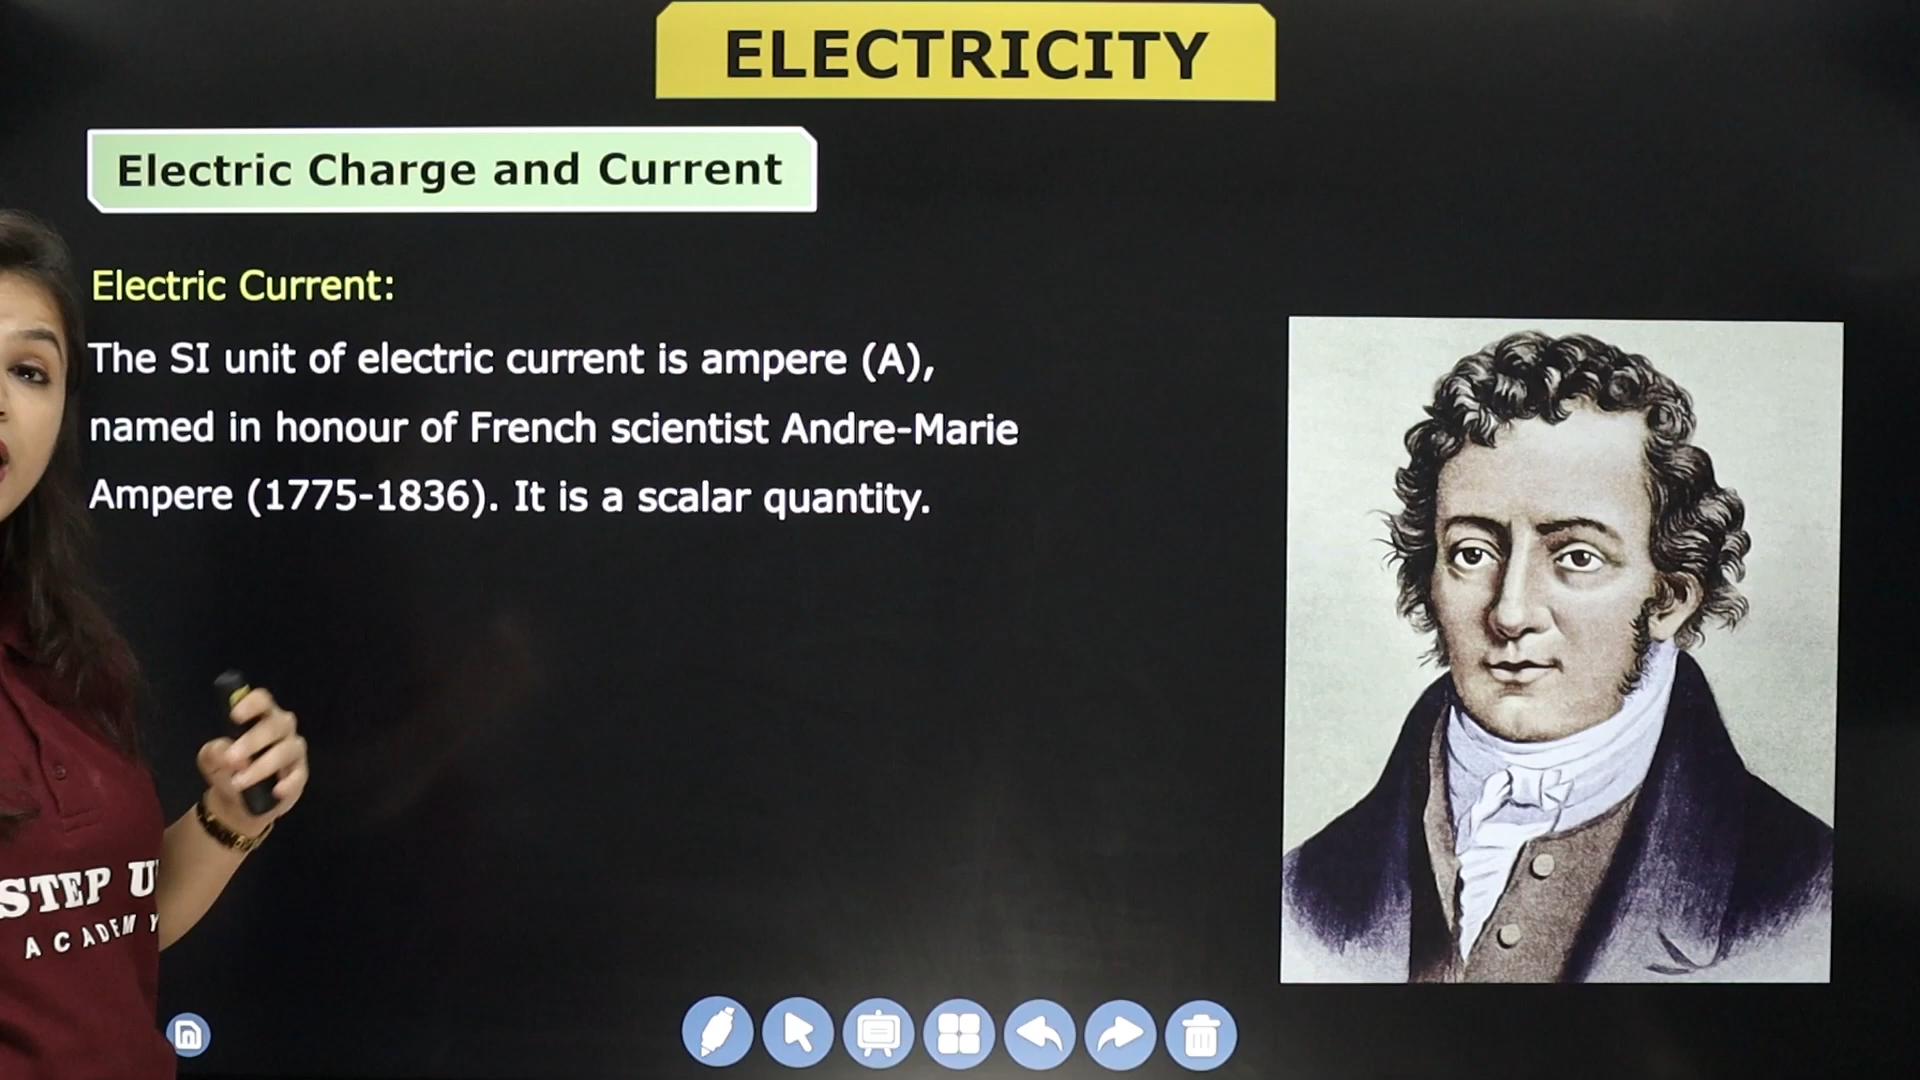 ELECTRICITY
Electric Charge and Current
Electric Current:
The SI unit of electric current is ampere (A),
named in honour of French scientist Andre-Marie
Ampere (1775-1836). It is a scalar quantity.
STEP U
ACADEMY